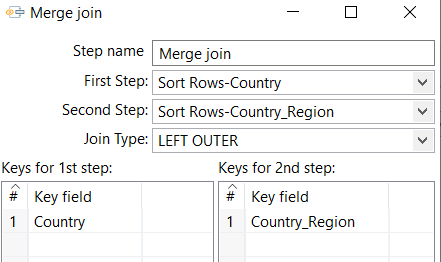 Merge join
Step name Merge join
First Step: Sort Rows-Country
Second Step: Sort Rows-Country_Region
Join Type: LEFT OUTER
Keys for 1st step: Keys for 2nd step:
# Key field # Key field
1 Country 1 Country_Region